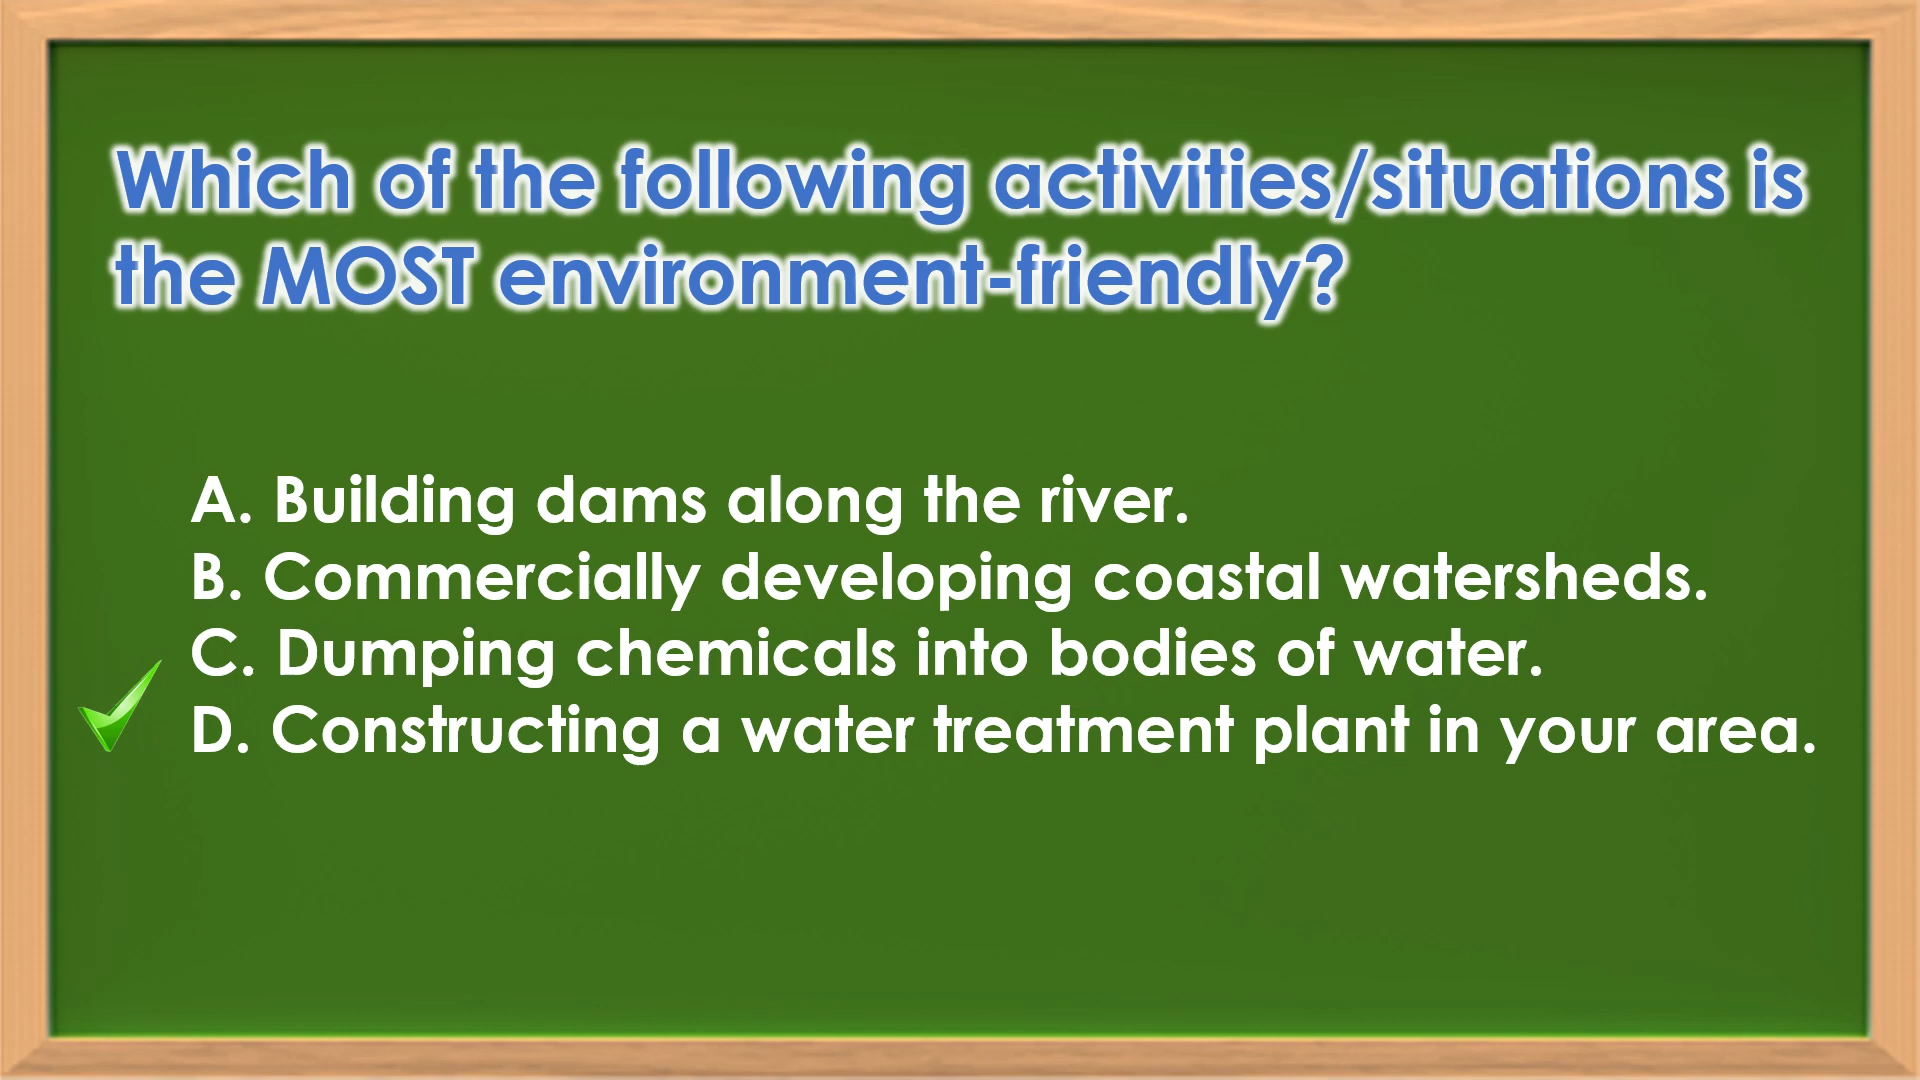 Which of the following activities/situations is
the MOST environment-friendly?
A. Building dams along the river.
B. Commercially developing coastal watersheds.
C. Dumping chemicals into bodies of water.
D. Constructing a water treatment plant in your area.